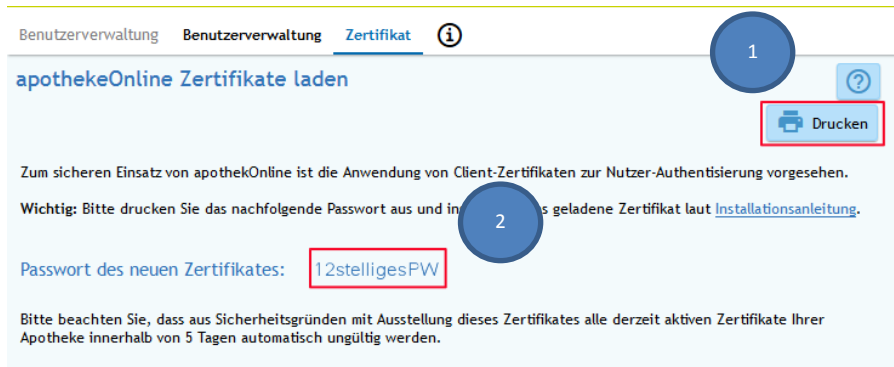 Benutzerverwaltung Benutzerverwaltung Zertifikat
1
apothekeOnline Zertifikate laden
Drucken
Zum sicheren Einsatz von apothekOnline ist die Anwendung von Client-Zertifikaten zur Nutzer-Authentisierung vorgesehen.
Wichtig: Bitte drucken Sie das nachfolgende Passwort aus und in s geladene Zertifikat laut Installationsanleitung.
2
Passwort des neuen Zertifikates: 12stelligesPW
Bitte beachten Sie, dass aus Sicherheitsgründen mit Ausstellung dieses Zertifikates alle derzeit aktiven Zertifikate Ihrer
Apotheke innerhalb von 5 Tagen automatisch ungültig werden.